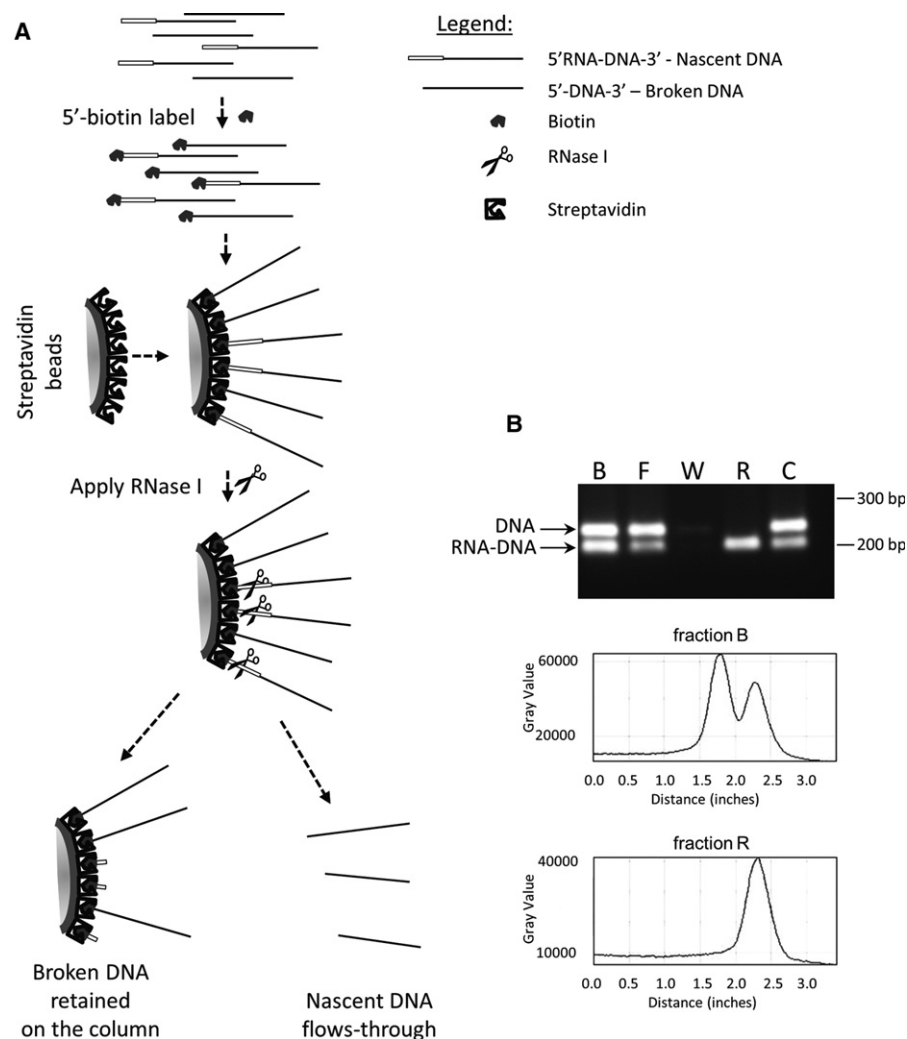 A
Legend:
5'RNA-DNA-3' - Nascent DNA
5'-DNA-3' – Broken DNA
Biotin
RNase I
Streptavidin
5'-biotin label
Streptavidin
beads
Apply RNase I
Broken DNA
retained
on the column
Nascent DNA
flows-through
B
B F W R C
300 bp
DNA
RNA-DNA
200 bp
fraction B
60000
20000
Gray Value
0.0 0.5 1.0 1.5 2.0 2.5 3.0
Distance (inches)
fraction R
40000
10000
Gray Value
0.0 0.5 1.0 1.5 2.0 2.5 3.0
Distance (inches)